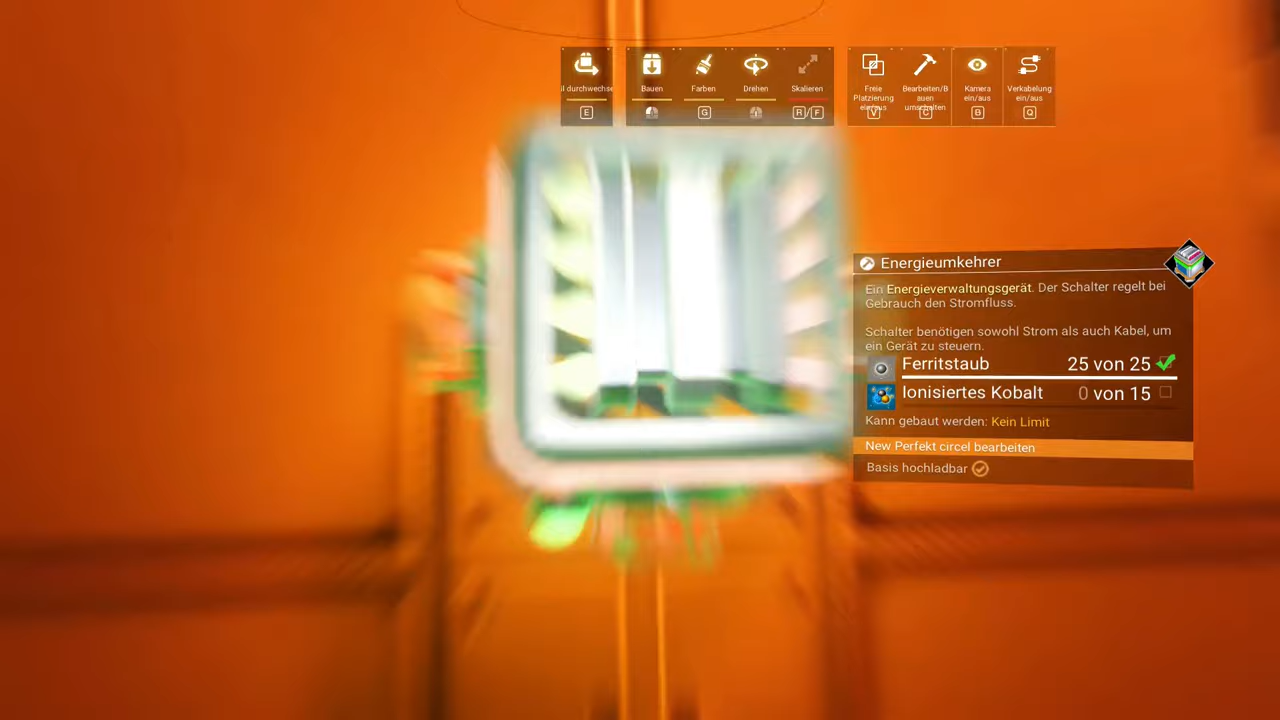 l durchwechse
E
Bauen
Farben
G
Drehen
Skalieren
R/F
Freie
Platzierung
ein/aus
V
Bearbeiten/B
auen
umschalten
C
Kamera
ein/aus
B
Verkabelung
ein/aus
Q
Energieumkehrer
Ein Energieverwaltungsgerät. Der Schalter regelt bei
Gebrauch den Stromfluss.
Schalter benötigen sowohl Strom als auch Kabel, um
ein Gerät zu steuern.
Ferritstaub 25 von 25
Ionisiertes Kobalt 0 von 15
Kann gebaut werden: Kein Limit
New Perfekt circel bearbeiten
Basis hochladbar